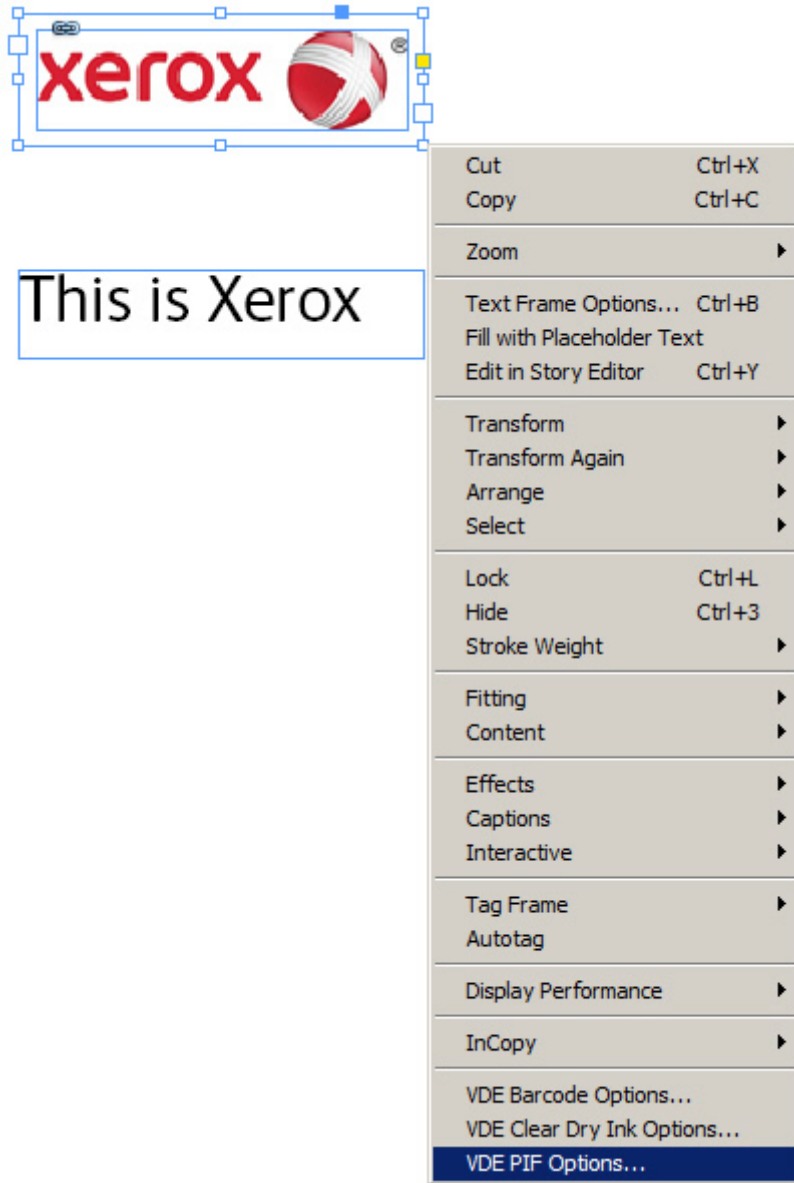 xerox ®
This is Xerox
Cut Ctrl+X
Copy Ctrl+C
Zoom
Text Frame Options... Ctrl+B
Fill with Placeholder Text
Edit in Story Editor Ctrl+Y
Transform
Transform Again
Arrange
Select
Lock Ctrl+L
Hide Ctrl+3
Stroke Weight
Fitting
Content
Effects
Captions
Interactive
Tag Frame
Autotag
Display Performance
InCopy
VDE Barcode Options...
VDE Clear Dry Ink Options...
VDE PIF Options...